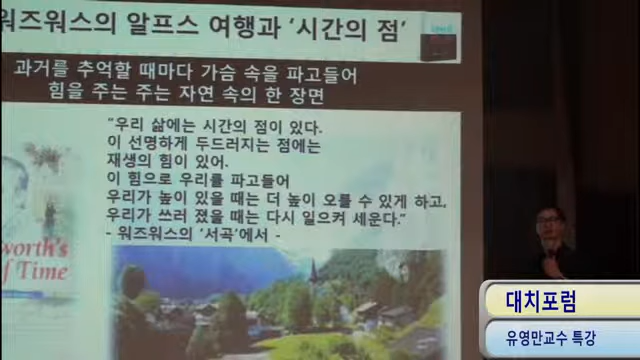 워즈워스의 알프스 여행과 ‘시간의 점’
과거를 추억할 때마다 가슴 속을 파고들어
힘을 주는 주는 자연 속의 한 장면
“우리 삶에는 시간의 점이 있다.
이 선명하게 두드러지는 점에는
재생의 힘이 있어.
이 힘으로 우리를 파고들어
우리가 높이 있을 때는 더 높이 오를 수 있게 하고,
우리가 쓰러 졌을 때는 다시 일으켜 세운다.”
- 워즈워스의 ‘서곡’에서 -
worth's
of Time
대치포럼
유영만교수 특강